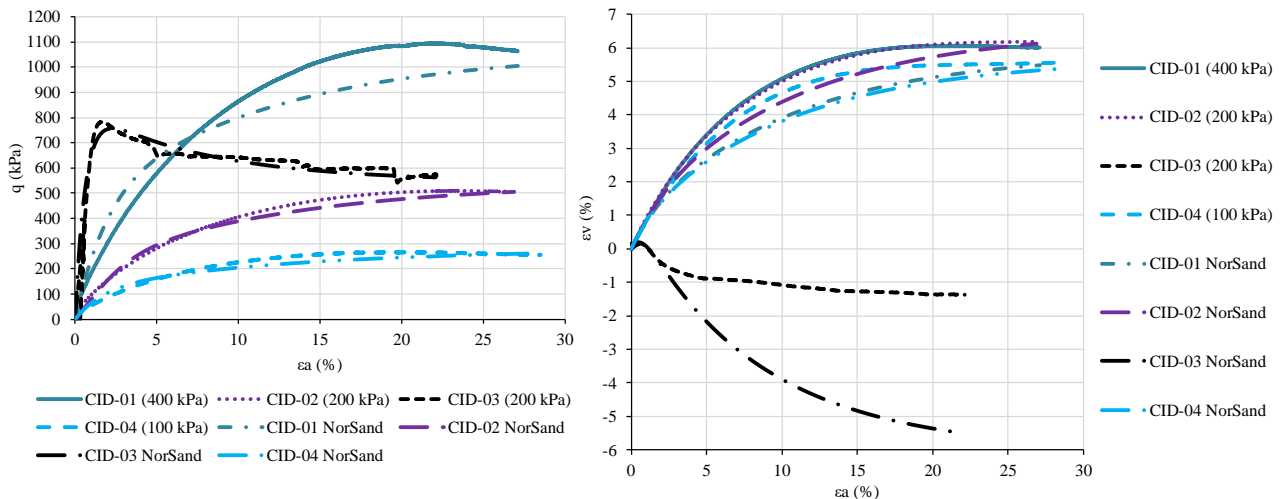 1200
1100
1000
900
800
700
600
500
400
300
200
100
0
q (kPa)
0 5 10 15 20 25 30
εa (%)
CID-01 (400 kPa) CID-02 (200 kPa) CID-03 (200 kPa)
CID-04 (100 kPa) CID-01 NorSand CID-02 NorSand
CID-03 NorSand CID-04 NorSand
7
6
5
4
3
2
1
0
-1
-2
-3
-4
-5
-6
εv (%)
0 5 10 15 20 25 30
εa (%)
CID-01 (400 kPa)
CID-02 (200 kPa)
CID-03 (200 kPa)
CID-04 (100 kPa)
CID-01 NorSand
CID-02 NorSand
CID-03 NorSand
CID-04 NorSand